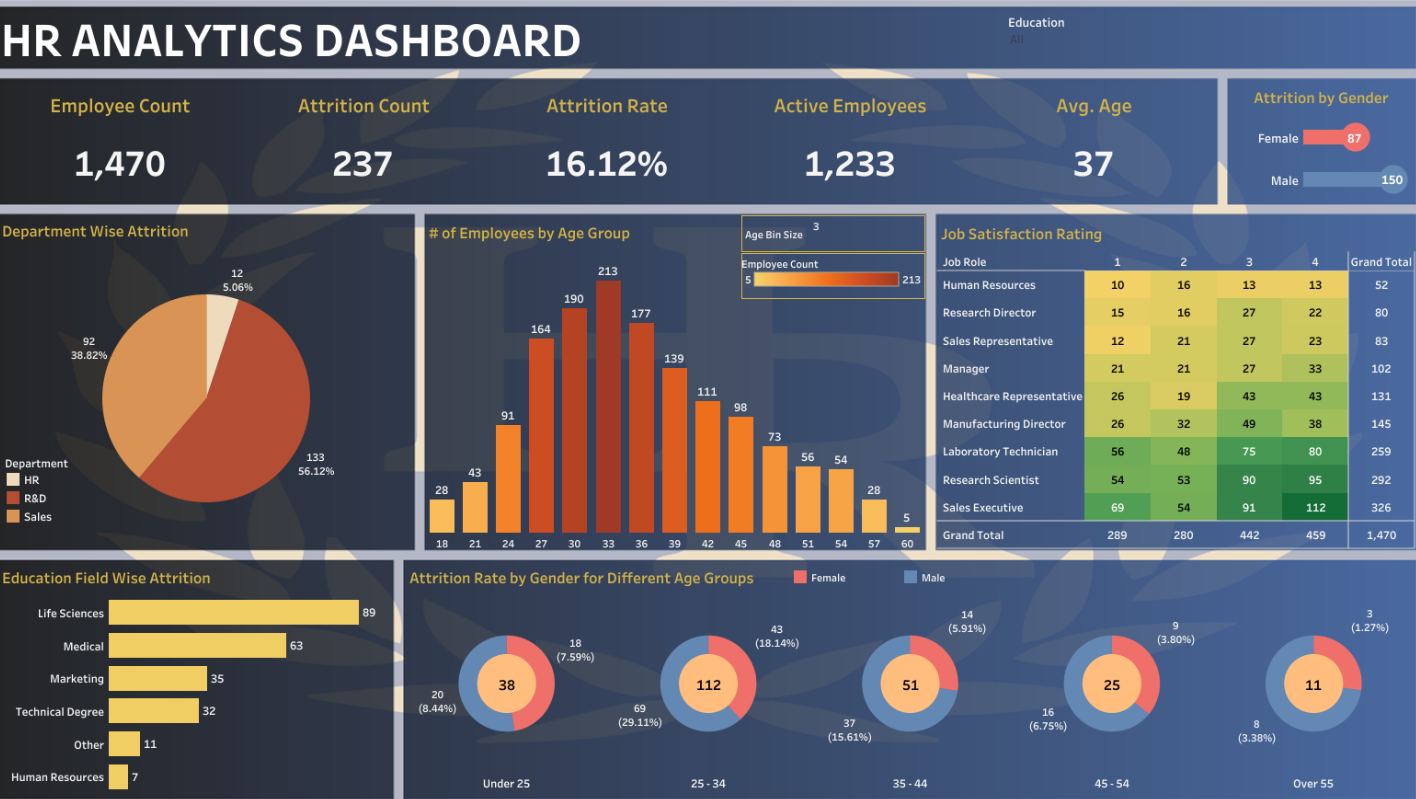 HR ANALYTICS DASHBOARD
Education
All
Employee Count
Attrition Count
Attrition Rate
Active Employees
Avg. Age
1,470
237
16.12%
1,233
37
Attrition by Gender
Female 87
Male 150
Department Wise Attrition
12
5.06%
92
38.82%
133
56.12%
Department
HR
R&D
Sales
# of Employees by Age Group
Age Bin Size 3
Employee Count
5 213
28 43 91 164 190 213 177 139 111 98 73 56 54 28 5
18 21 24 27 30 33 36 39 42 45 48 51 54 57 60
Job Satisfaction Rating
Job Role 1 2 3 4 Grand Total
Human Resources 10 16 13 13 52
Research Director 15 16 27 22 80
Sales Representative 12 21 27 23 83
Manager 21 21 27 33 102
Healthcare Representative 26 19 43 43 131
Manufacturing Director 26 32 49 38 145
Laboratory Technician 56 48 75 80 259
Research Scientist 54 53 90 95 292
Sales Executive 69 54 91 112 326
Grand Total 289 280 442 459 1,470
Education Field Wise Attrition
Life Sciences 89
Medical 63
Marketing 35
Technical Degree 32
Other 11
Human Resources 7
Attrition Rate by Gender for Different Age Groups
Female
Male
18
(7.59%)
38
20
(8.44%)
Under 25
43
(18.14%)
112
69
(29.11%)
25 - 34
14
(5.91%)
51
37
(15.61%)
35 - 44
9
(3.80%)
25
16
(6.75%)
45 - 54
3
(1.27%)
11
8
(3.38%)
Over 55
HR